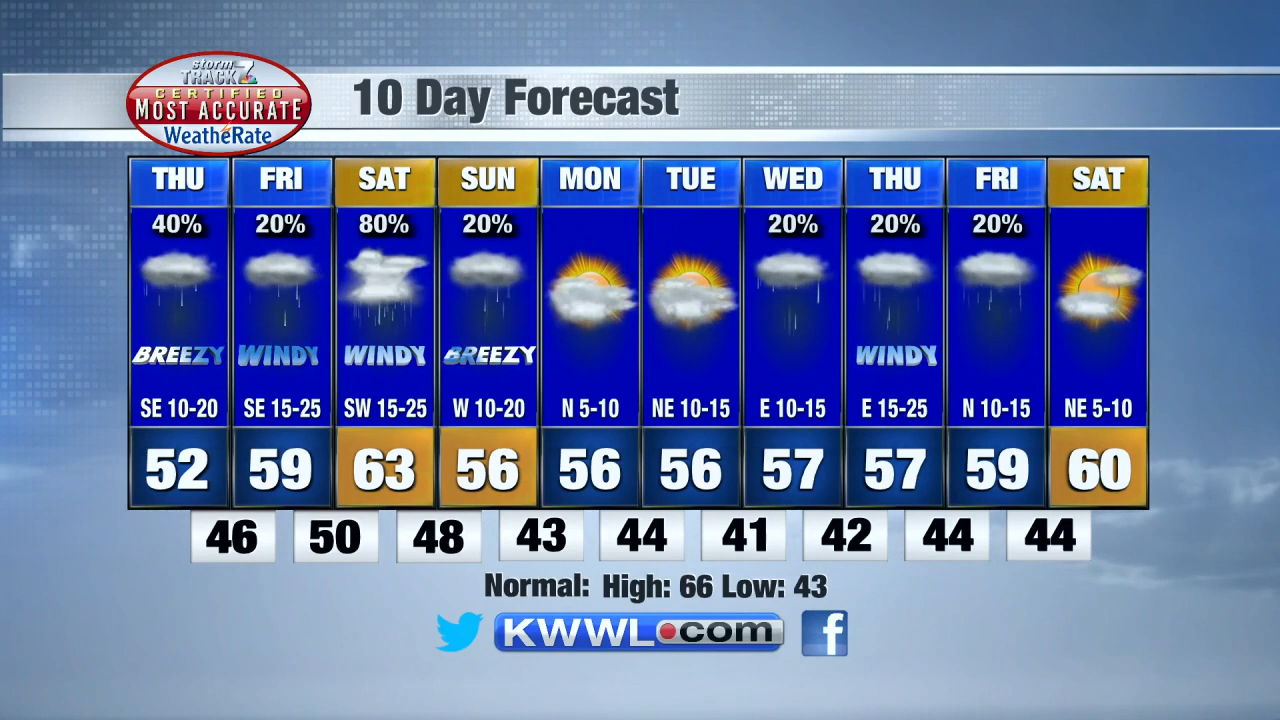 storm
TRACK 7
CERTIFIED
MOST ACCURATE
WeatheRate
10 Day Forecast
THU FRI SAT SUN MON TUE WED THU FRI SAT
40% 20% 80% 20% 20% 20% 20%
BREEZY WINDY WINDY BREEZY WINDY
SE 10-20 SE 15-25 SW 15-25 W 10-20 N 5-10 NE 10-15 E 10-15 E 15-25 N 10-15 NE 5-10
52 59 63 56 56 56 57 57 59 60
46 50 48 43 44 41 42 44 44
Normal: High: 66 Low: 43
KWWL.com f